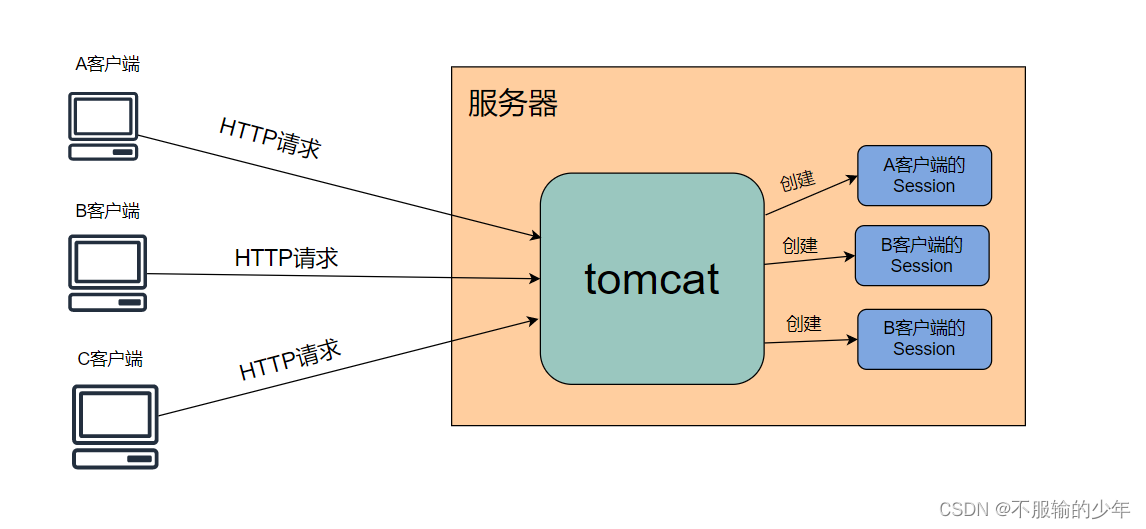 A客户端
HTTP请求
B客户端
HTTP请求
C客户端
HTTP请求
服务器
tomcat
创建
A客户端的
Session
创建
B客户端的
Session
创建
B客户端的
Session
CSDN @不服输的少年